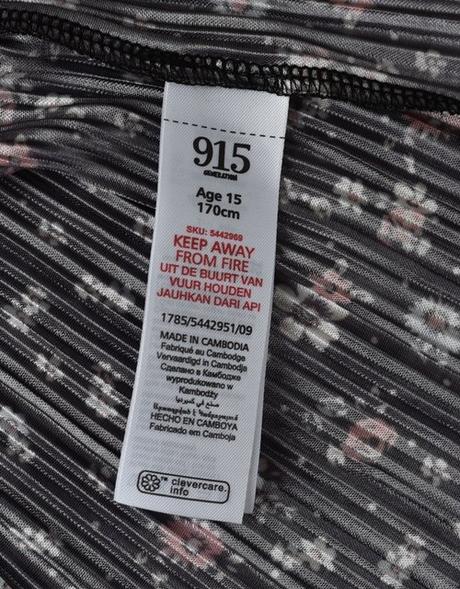 915
GENERATION
Age 15
170cm
SKU: 5442969
KEEP AWAY
FROM FIRE
UIT DE BUURT VAN
VUUR HOUDEN
JAUHKAN DARI API
1785/5442951/09
MADE IN CAMBODIA
Fabriqué au Cambodge
Vervaardigd in Cambodja
Сделано в Камбоджо
wyprodukowano w
Kambodży
HECHO EN CAMBOYA
Fabricado em Camboja
™ clevercare.
info